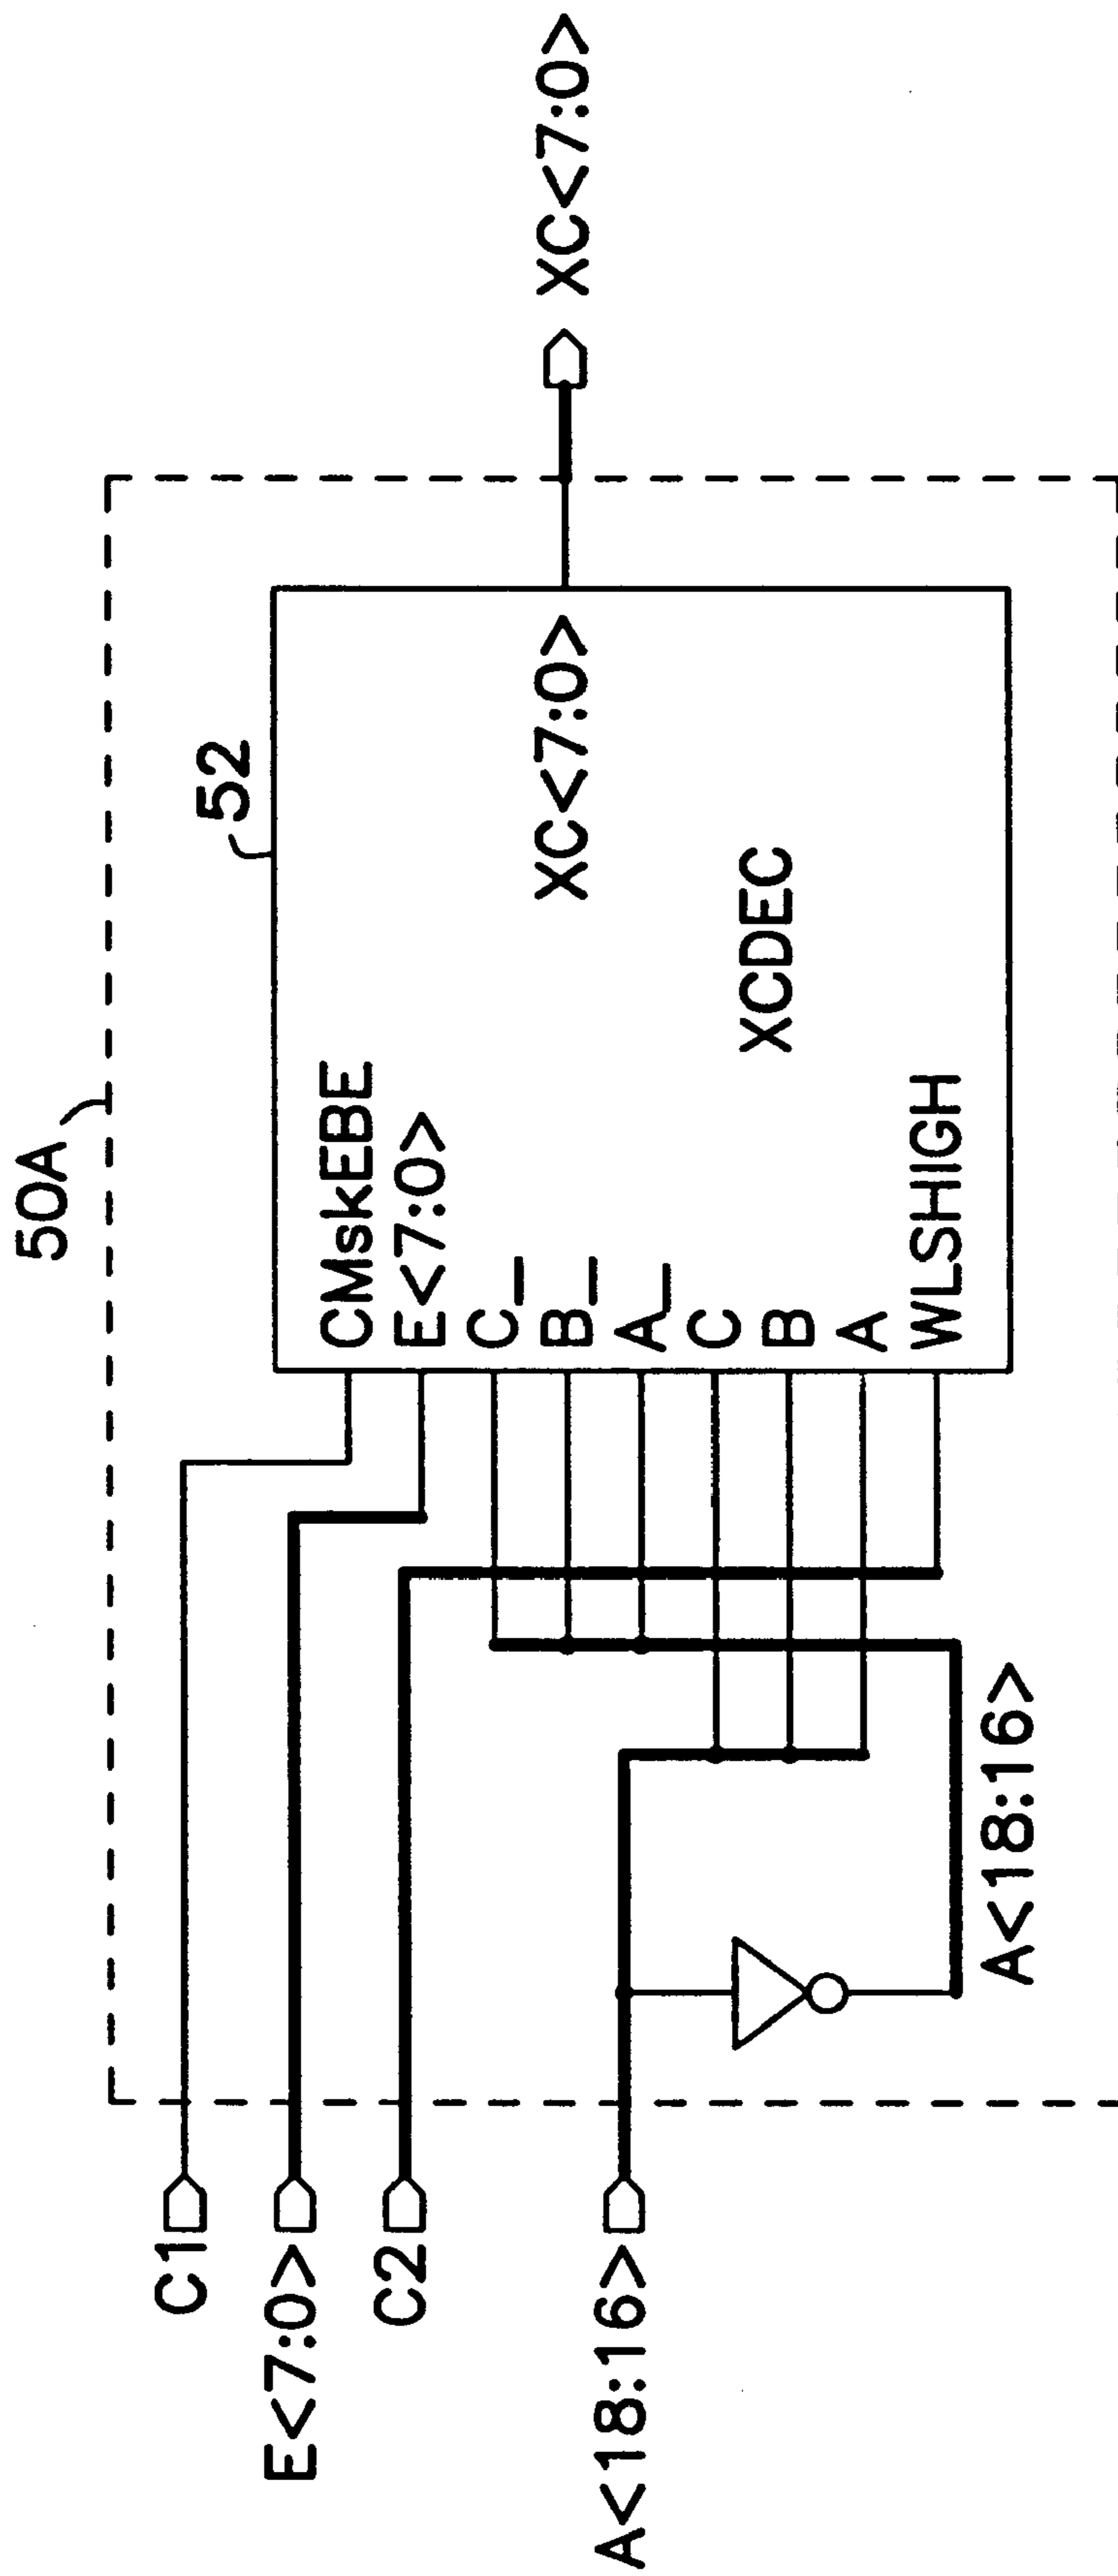 50A
52
C1
E<7:0>
C2
A<18:16>
A<18:16>
CMskEBE
E<7:0>
C_
B_
A_
C
B
A
WLSHIGH
XC<7:0>
XCDEC
XC<7:0>